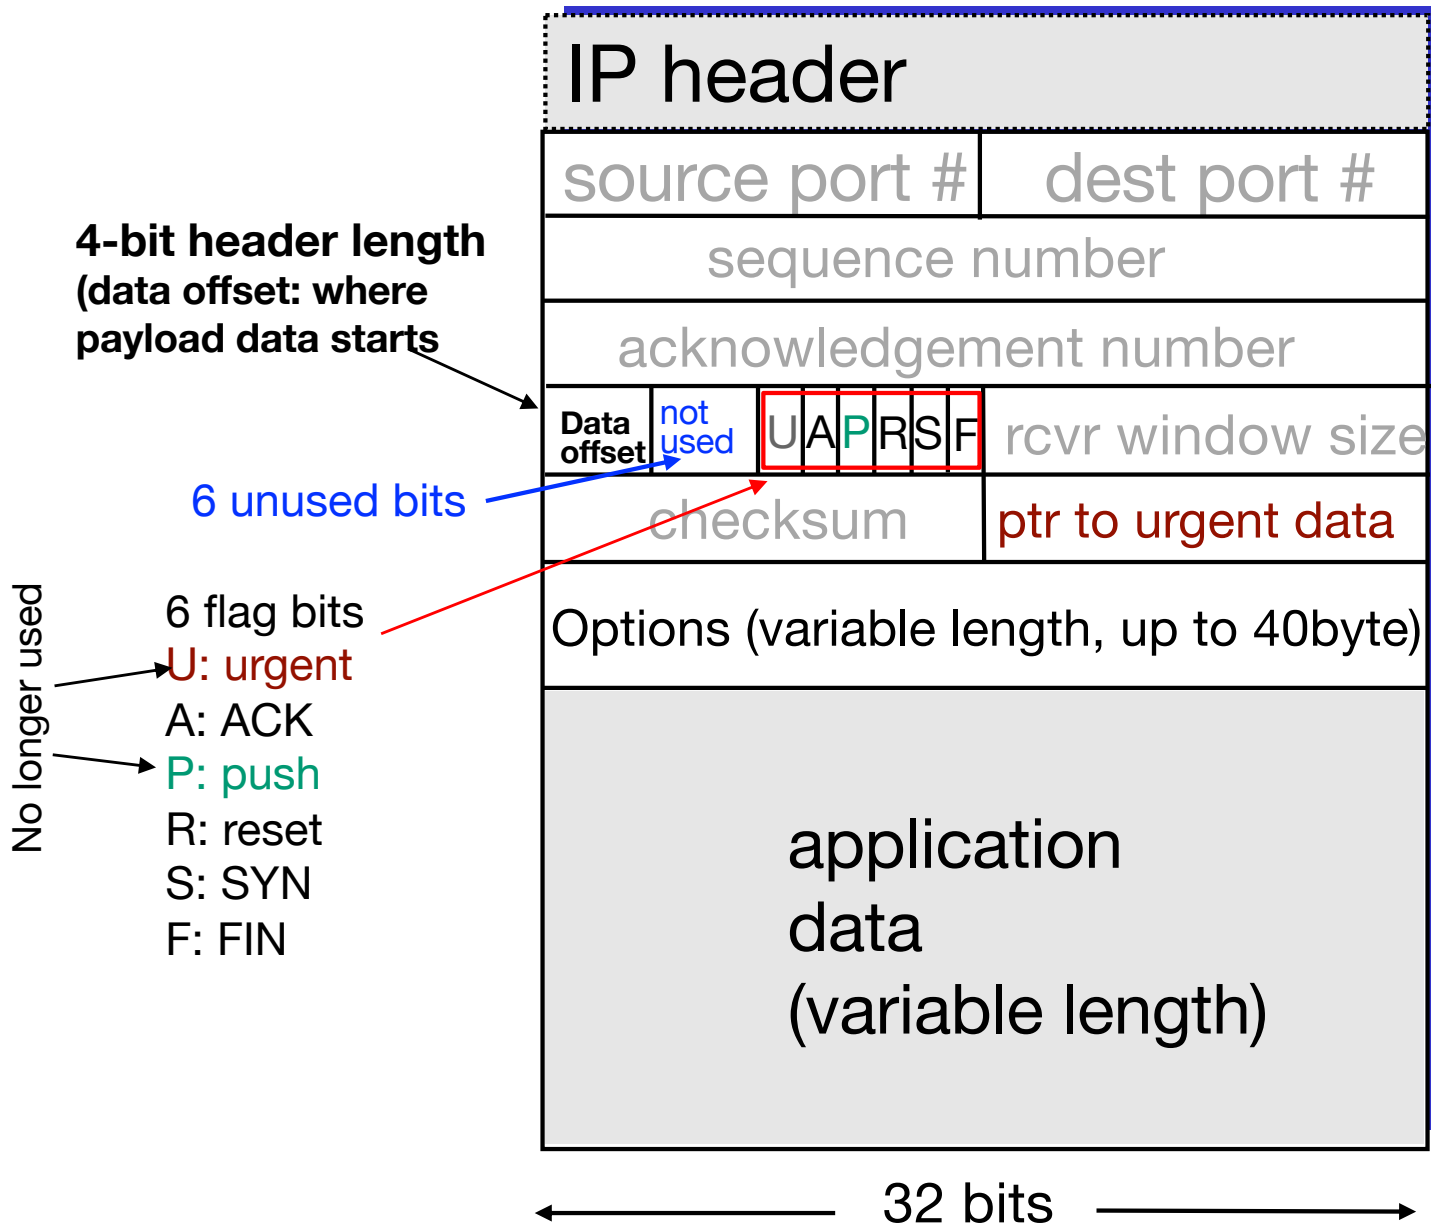 IP header
source port #
dest port #
4-bit header length
(data offset: where
payload data starts
sequence number
acknowledgement number
Data
offset
not
used
U A P R S F
rcvr window size
6 unused bits
checksum
ptr to urgent data
No longer used
6 flag bits
U: urgent
A: ACK
P: push
R: reset
S: SYN
F: FIN
Options (variable length, up to 40byte)
application
data
(variable length)
32 bits